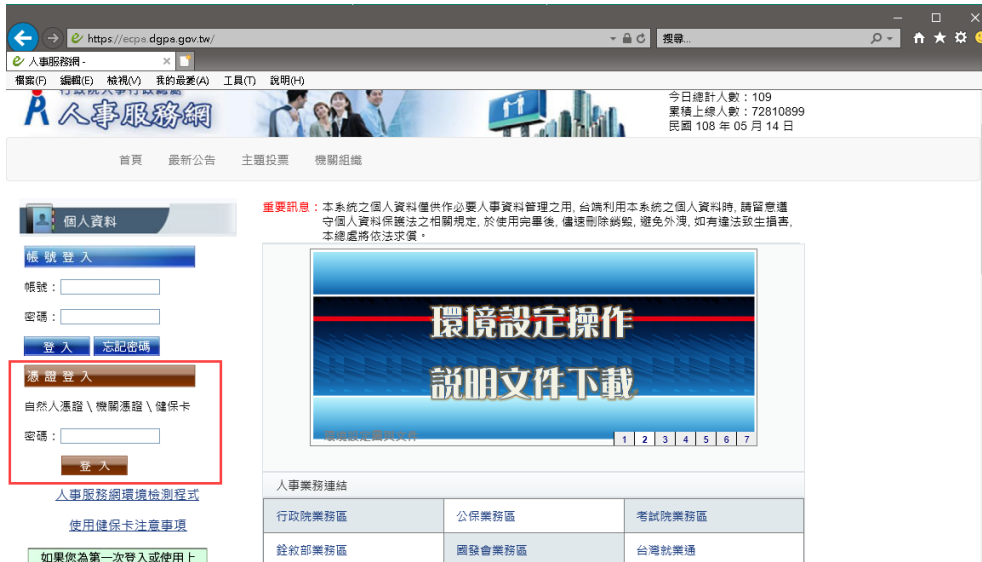 https://ecpa.dgpa.gov.tw/
搜尋...
人事服務網 -
檔案(F) 編輯(E) 檢視(V) 我的最愛(A) 工具(T) 說明(H)
行政院人事行政總處
人事服務網
今日總計人數：109
累積上線人數：72810899
民國 108 年 05 月 14 日
首頁 最新公告 主題投票 機關組織
個人資料
重要訊息：本系統之個人資料僅供作必要人事資料管理之用, 台端利用本系統之個人資料時, 請留意遵
守個人資料保護法之相關規定, 於使用完畢後, 儘速刪除銷毀, 避免外洩, 如有違法致生損害,
本總處將依法求償。
帳 號 登 入
帳號：
密碼：
登 入 忘記密碼
憑 證 登 入
自然人憑證 \ 機關憑證 \ 健保卡
密碼：
登 入
人事服務網環境檢測程式
使用健保卡注意事項
如果您為第一次登入或使用上
環境設定操作
說明文件下載
1 2 3 4 5 6 7
人事業務連結
行政院業務區 公保業務區 考試院業務區
銓敘部業務區 國發會業務區 台灣就業通